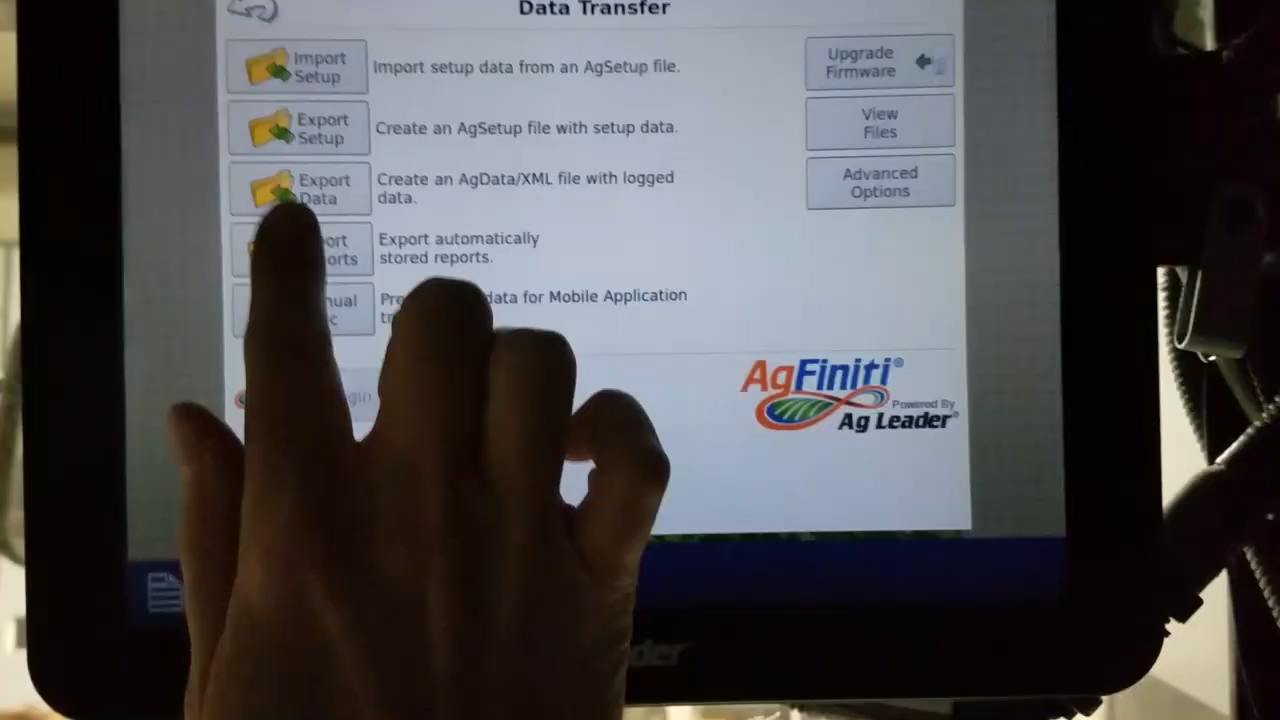 Data Transfer
Import
Setup
Import setup data from an AgSetup file.
Export
Setup
Create an AgSetup file with setup data.
Export
Data
Create an AgData/XML file with logged
data.
Export automatically
stored reports.
data for Mobile Application
Upgrade
Firmware
View
Files
Advanced
Options
AgFiniti®
Powered By
Ag Leader®